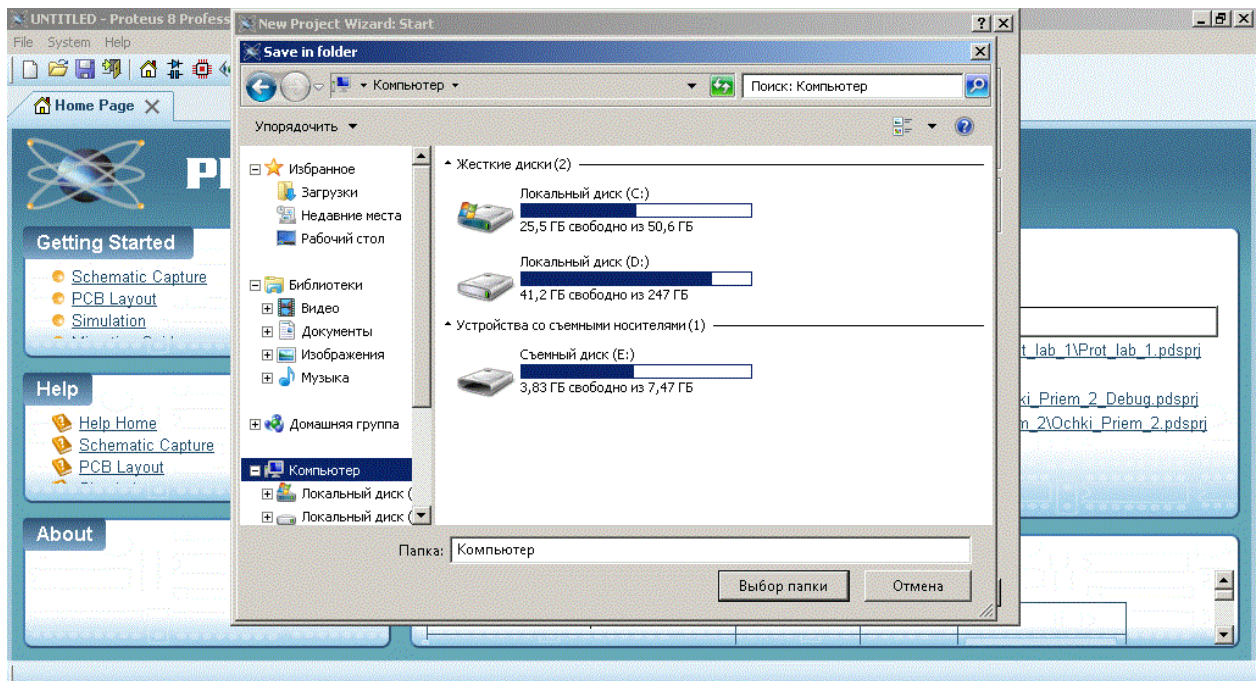 UNTITLED - Proteus 8 Profess
New Project Wizard: Start
File System Help
Save in folder
Компьютер
Поиск: Компьютер
Home Page
Упорядочить
Избранное
Загрузки
Недавние места
Рабочий стол
Библиотеки
Видео
Документы
Изображения
Музыка
Домашняя группа
Компьютер
Локальный диск (
Локальный диск (
Жесткие диски (2)
Локальный диск (C:)
25,5 ГБ свободно из 50,6 ГБ
Локальный диск (D:)
41,2 ГБ свободно из 247 ГБ
Устройства со съемными носителями (1)
Съемный диск (E:)
3,83 ГБ свободно из 7,47 ГБ
Папка: Компьютер
Выбор папки
Отмена
Getting Started
Schematic Capture
PCB Layout
Simulation
Help
Help Home
Schematic Capture
PCB Layout
About
t_lab_1\Prot_lab_1.pdsprj
ki_Priem_2_Debug.pdsprj
n_2\Ochki_Priem_2.pdsprj